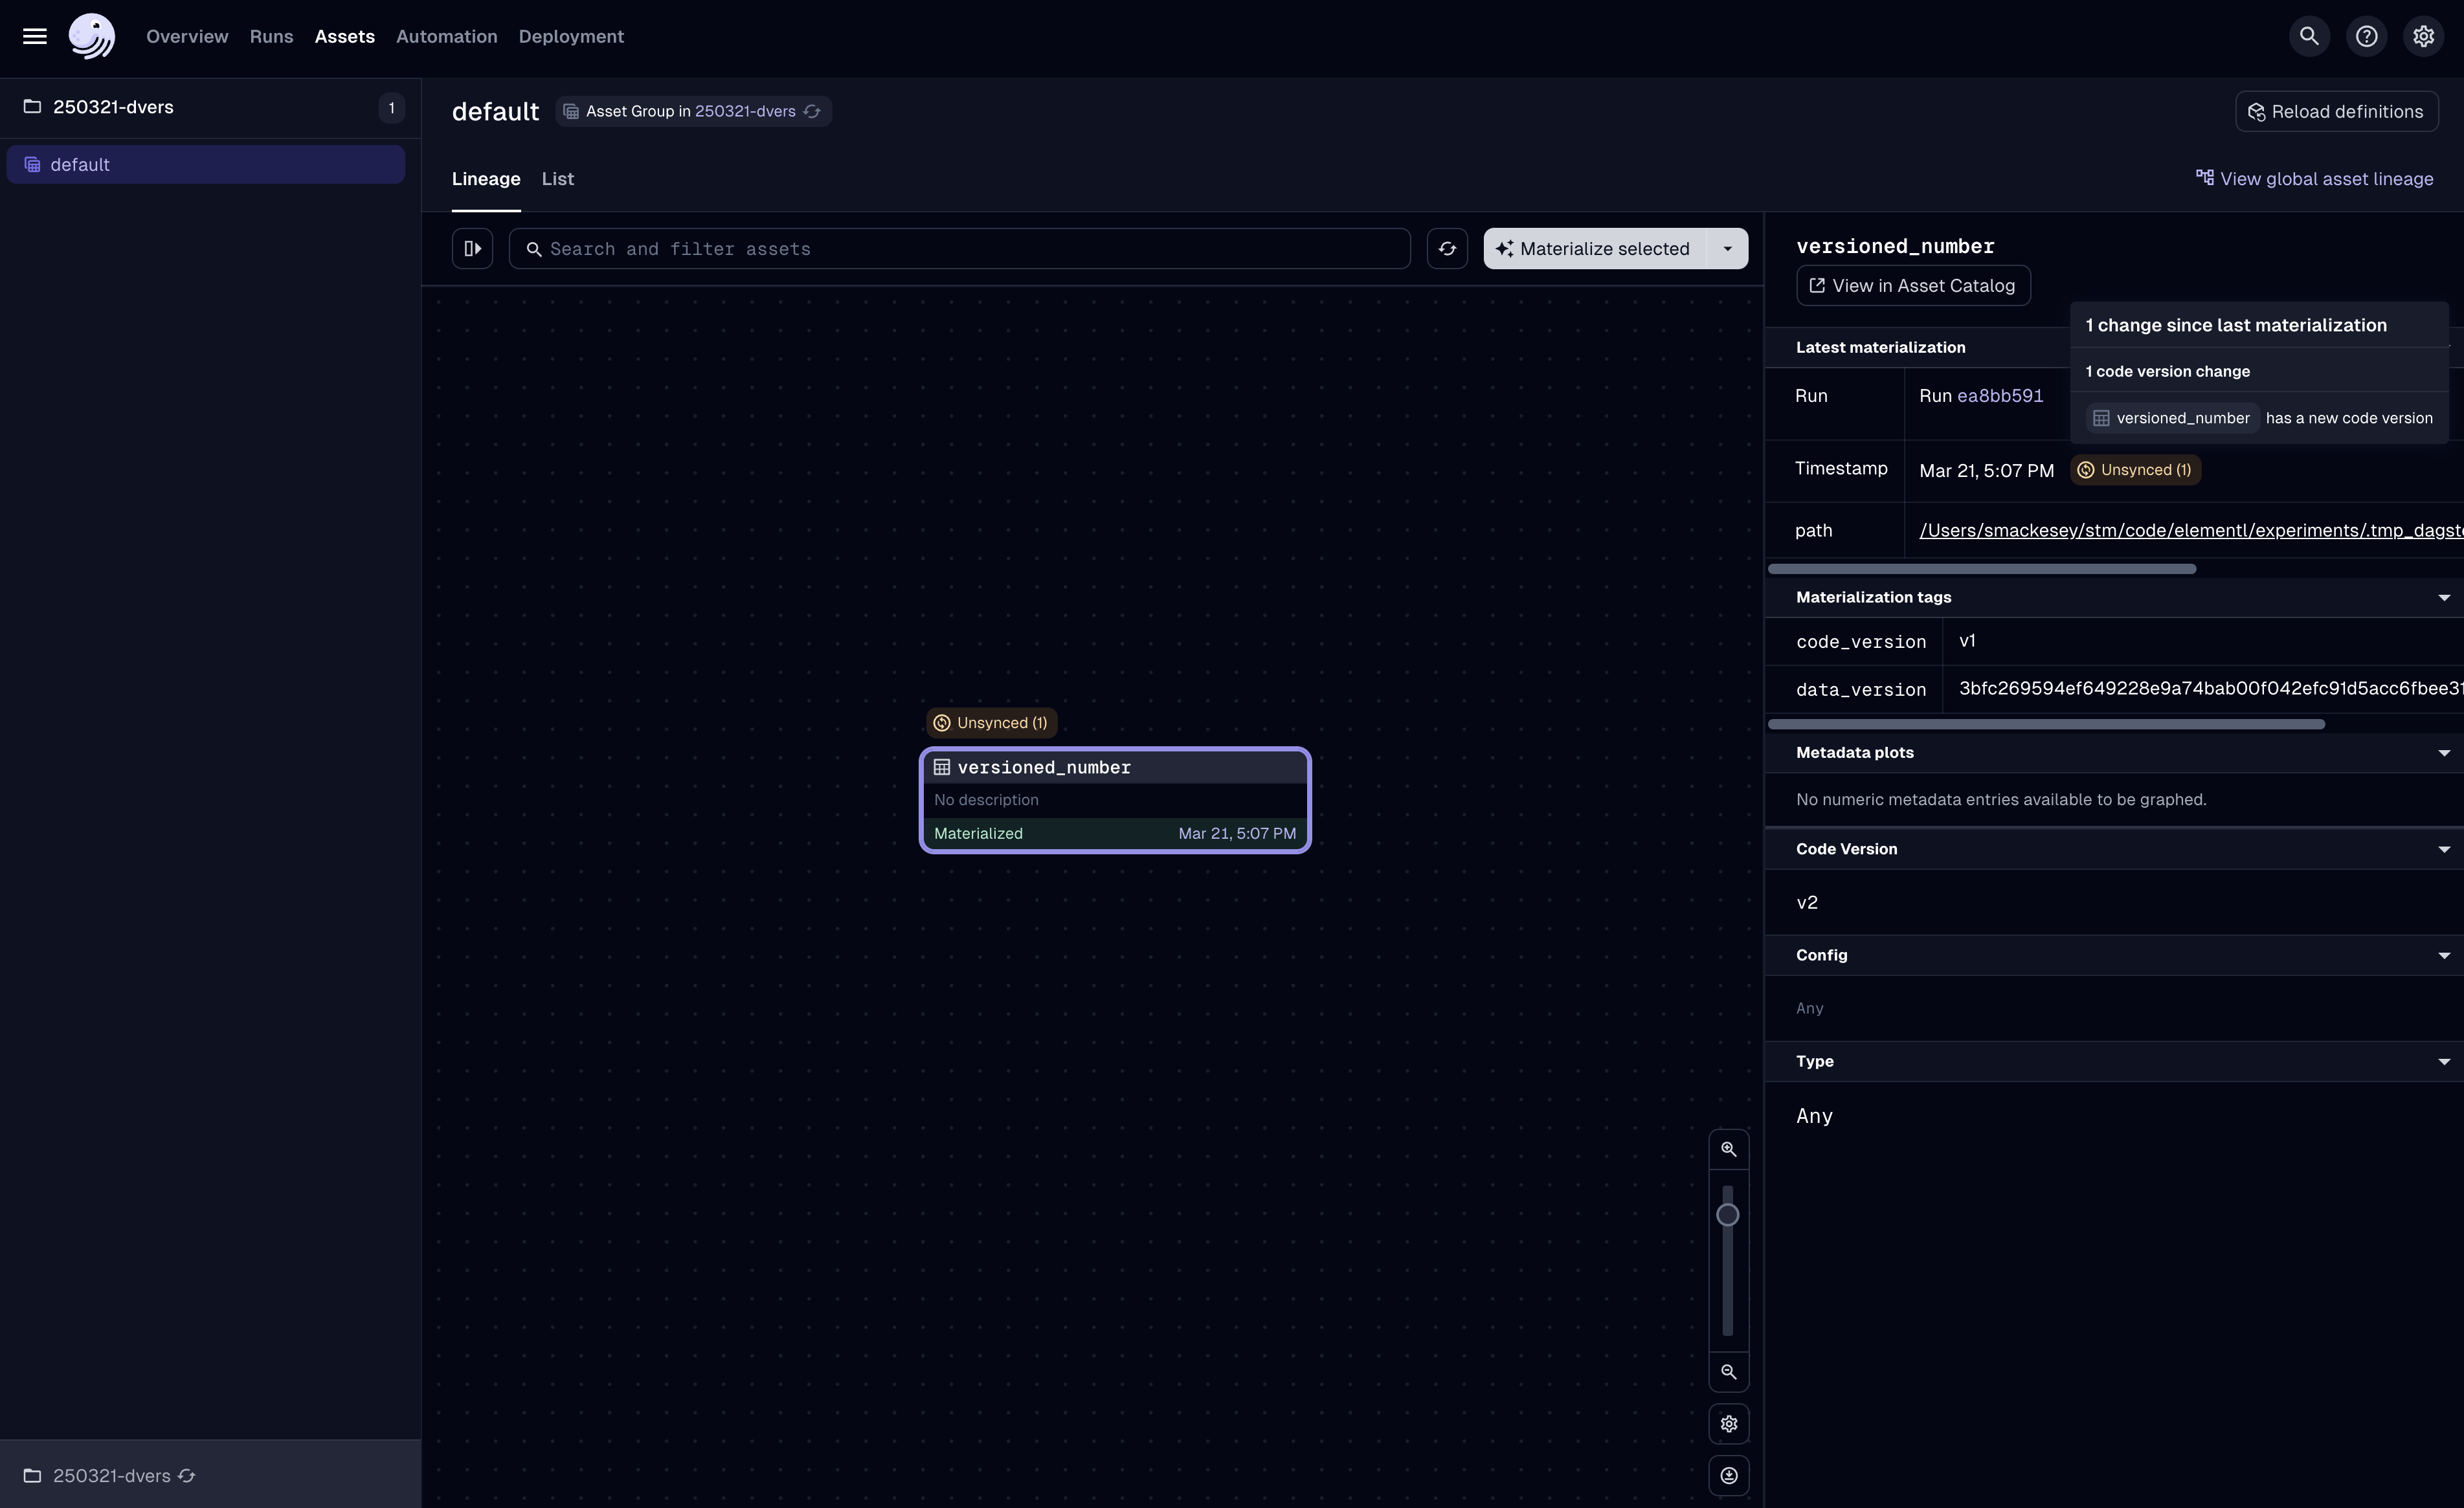 Overview Runs Assets Automation Deployment
250321-dvers 1
default
default Asset Group in 250321-dvers
Reload definitions
Lineage List
View global asset lineage
Search and filter assets
Materialize selected
Unsynced (1)
versioned_number
No description
Materialized Mar 21, 5:07 PM
versioned_number
View in Asset Catalog
1 change since last materialization
1 code version change
versioned_number has a new code version
Latest materialization
Run Run ea8bb591
Timestamp Mar 21, 5:07 PM Unsynced (1)
path /Users/smackesey/stm/code/elementl/experiments/.tmp_dagst
Materialization tags
code_version v1
data_version 3bfc269594ef649228e9a74bab00f042efc91d5acc6fbee31
Metadata plots
No numeric metadata entries available to be graphed.
Code Version
v2
Config
Any
Type
Any
250321-dvers